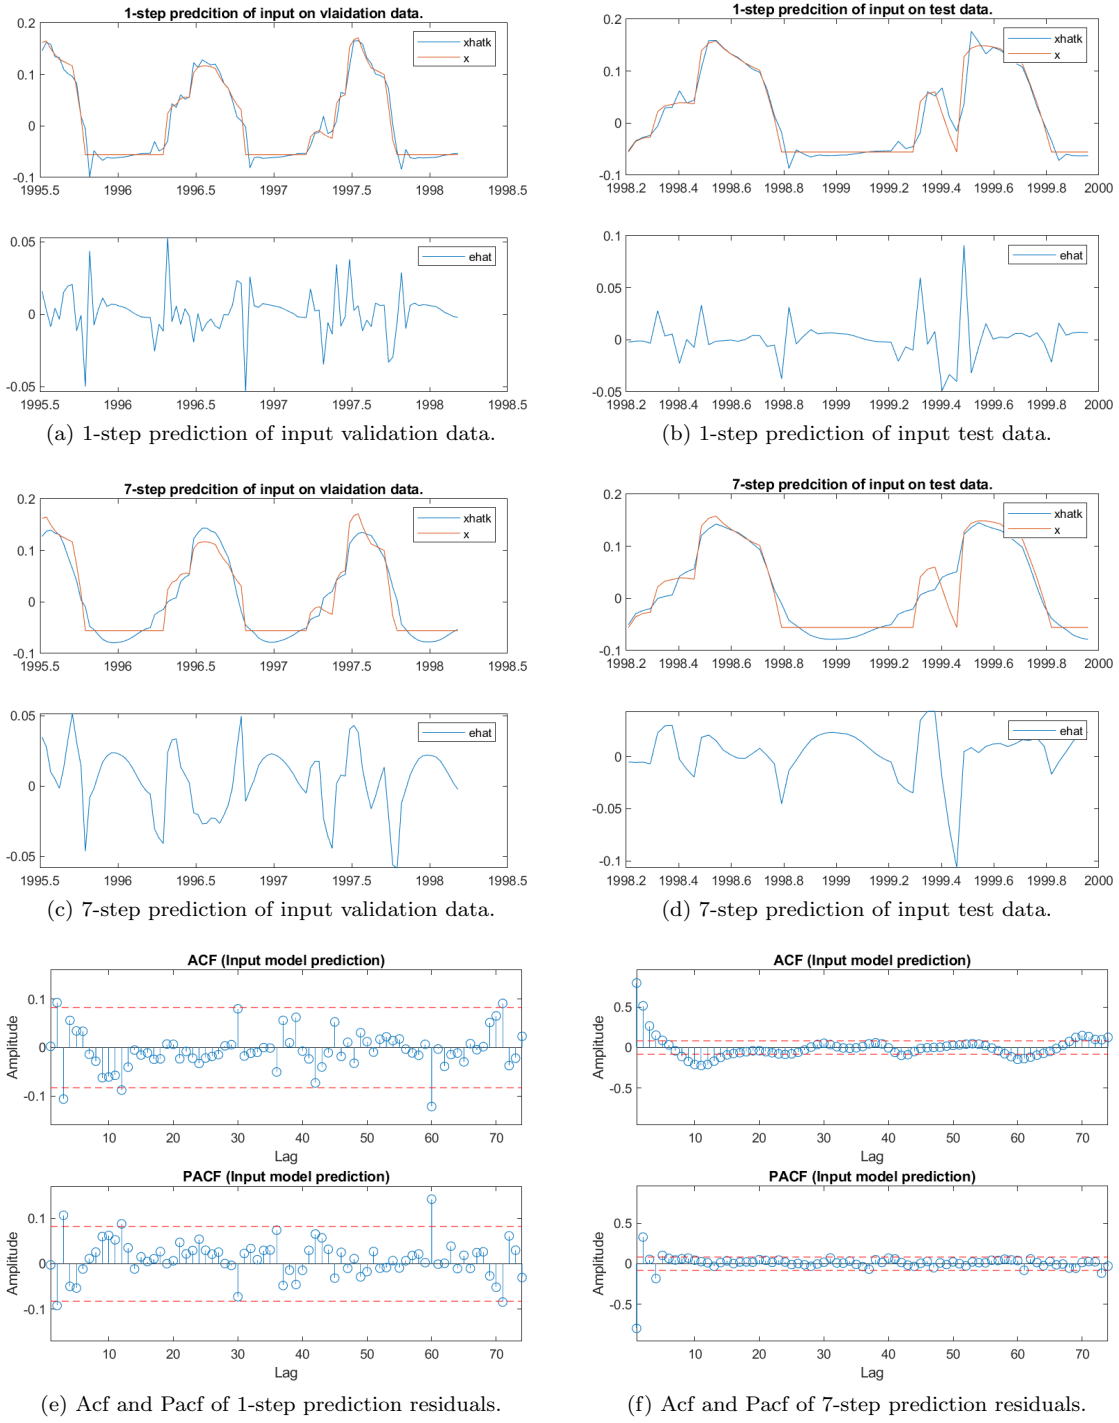 1-step predcition of input on vlaidation data.
0.2
0.1
0
-0.1
xhatk
x
1995.5 1996 1996.5 1997 1997.5 1998 1998.5
0.05
0
-0.05
ehat
1995.5 1996 1996.5 1997 1997.5 1998 1998.5
(a) 1-step prediction of input validation data.
1-step predcition of input on test data.
0.2
0.1
0
-0.1
xhatk
x
1998.2 1998.4 1998.6 1998.8 1999 1999.2 1999.4 1999.6 1999.8 2000
0.1
0.05
0
-0.05
ehat
1998.2 1998.4 1998.6 1998.8 1999 1999.2 1999.4 1999.6 1999.8 2000
(b) 1-step prediction of input test data.
7-step predcition of input on vlaidation data.
0.2
0.1
0
-0.1
xhatk
x
1995.5 1996 1996.5 1997 1997.5 1998 1998.5
0.05
0
-0.05
ehat
1995.5 1996 1996.5 1997 1997.5 1998 1998.5
(c) 7-step prediction of input validation data.
7-step predcition of input on test data.
0.2
0.1
0
-0.1
xhatk
x
1998.2 1998.4 1998.6 1998.8 1999 1999.2 1999.4 1999.6 1999.8 2000
0
-0.05
-0.1
ehat
1998.2 1998.4 1998.6 1998.8 1999 1999.2 1999.4 1999.6 1999.8 2000
(d) 7-step prediction of input test data.
ACF (Input model prediction)
Amplitude
0.1
0
-0.1
10 20 30 40 50 60 70
Lag
PACF (Input model prediction)
Amplitude
0.1
0
-0.1
10 20 30 40 50 60 70
Lag
(e) Acf and Pacf of 1-step prediction residuals.
ACF (Input model prediction)
Amplitude
0.5
0
-0.5
10 20 30 40 50 60 70
Lag
PACF (Input model prediction)
Amplitude
0.5
0
-0.5
10 20 30 40 50 60 70
Lag
(f) Acf and Pacf of 7-step prediction residuals.